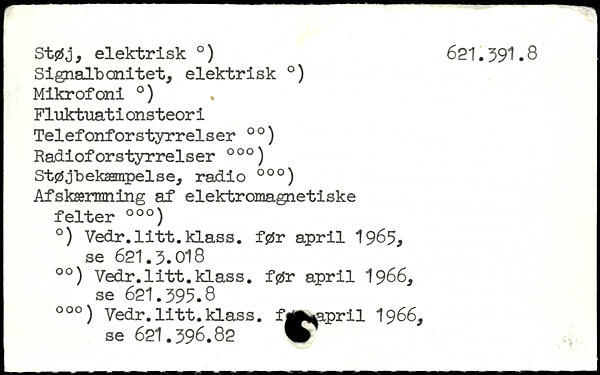 Støj, elektrisk °) 621.391.8
Signalbonitet, elektrisk °)
Mikrofoni °)
Fluktuationsteori
Telefonforstyrrelser °°)
Radioforstyrrelser °°°)
Støjbekæmpelse, radio °°°)
Afskærmning af elektromagnetiske
felter °°°)
°) Vedr.litt.klass. før april 1965,
se 621.3.018
°°) Vedr.litt.klass. før april 1966,
se 621.395.8
°°°) Vedr.litt.klass. før april 1966,
se 621.396.82